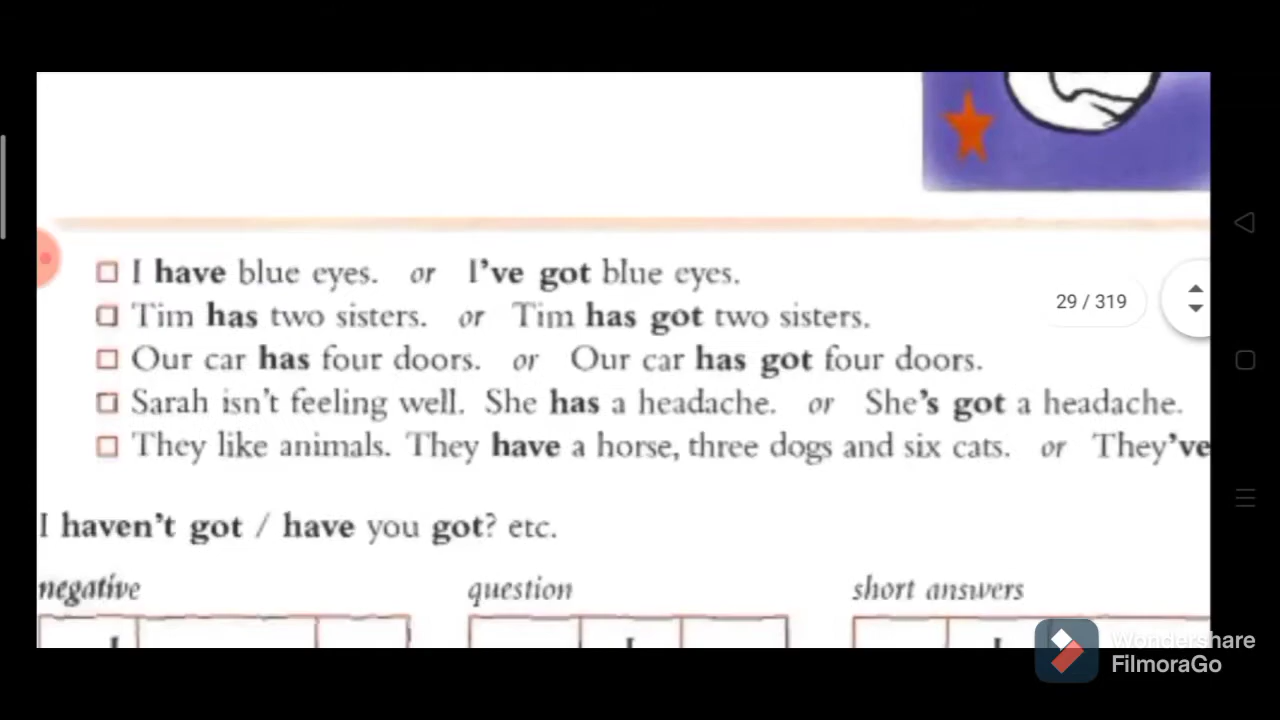 I have blue eyes. or I've got blue eyes.
29 / 319
Tim has two sisters. or Tim has got two sisters.
Our car has four doors. or Our car has got four doors.
Sarah isn't feeling well. She has a headache. or She's got a headache.
They like animals. They have a horse, three dogs and six cats. or They've
I haven't got / have you got? etc.
negative question short answers
Wondershare
FilmoraGo